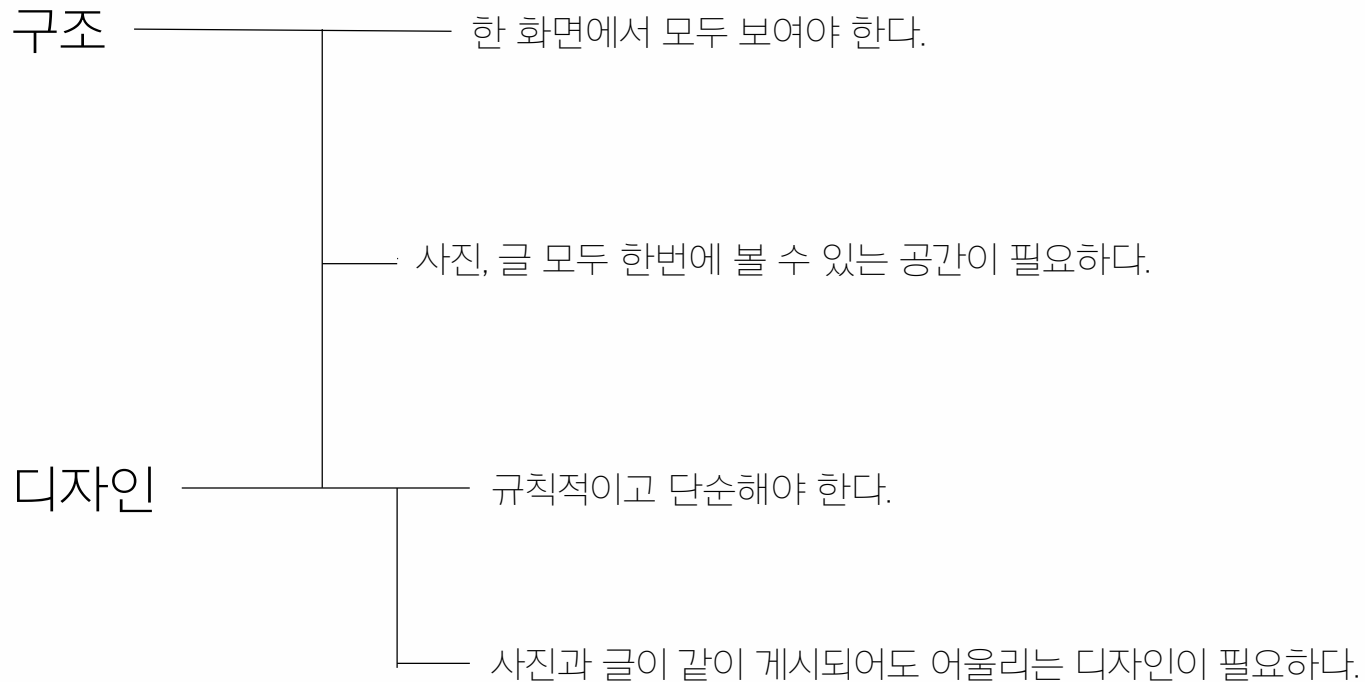 구조
한 화면에서 모두 보여야 한다.
사진, 글 모두 한번에 볼 수 있는 공간이 필요하다.
디자인
규칙적이고 단순해야 한다.
사진과 글이 같이 게시되어도 어울리는 디자인이 필요하다.